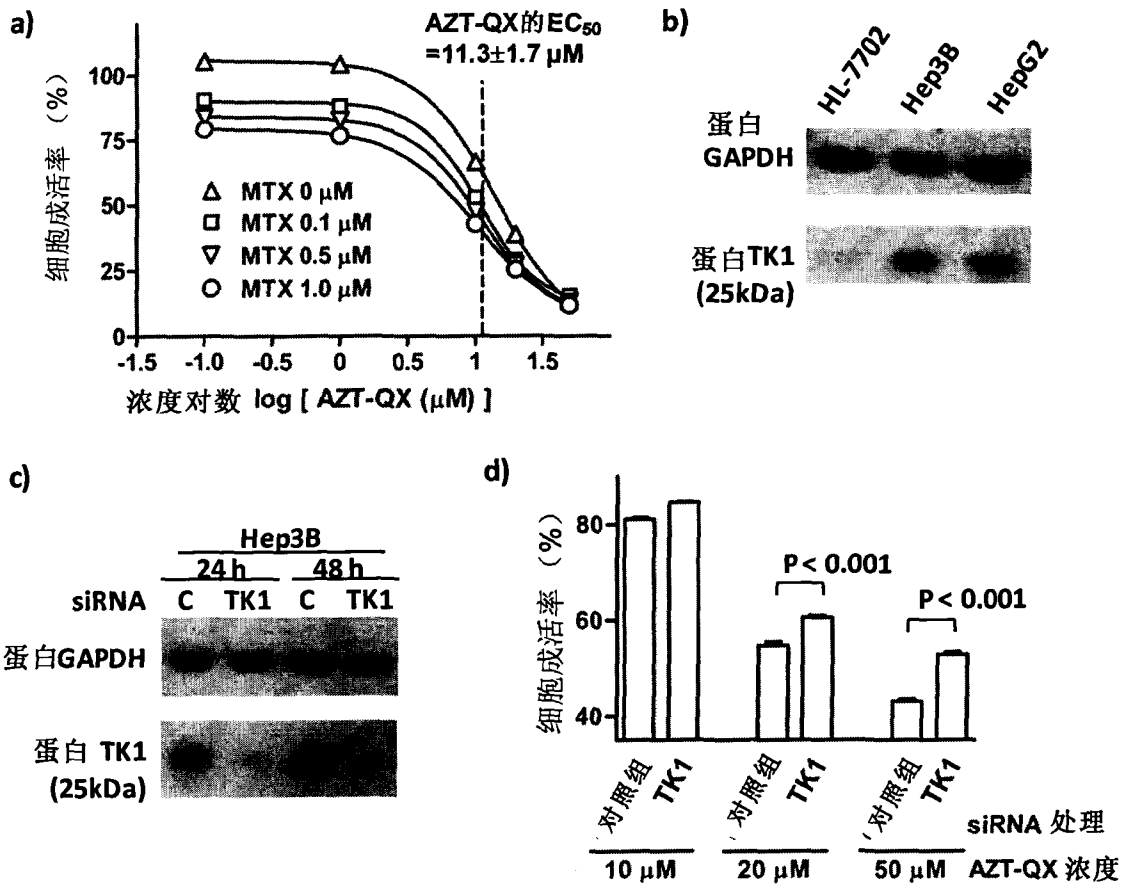 a)
AZT-QX的EC50
=11.3±1.7 μM
细胞成活率（%）
100
75
50
25
0
MTX 0 μM
MTX 0.1 μM
MTX 0.5 μM
MTX 1.0 μM
-1.5 -1.0 -0.5 0 0.5 1 1.5
浓度对数 log [ AZT-QX (μM) ]
b)
HL-7702 Hep3B HepG2
蛋白
GAPDH
蛋白TK1
(25kDa)
c)
Hep3B
24 h 48 h
siRNA C TK1 C TK1
蛋白GAPDH
蛋白 TK1
(25kDa)
d)
细胞成活率（%）
80
60
40
P < 0.001
P < 0.001
对照组 TK1 对照组 TK1 对照组 TK1
siRNA 处理
10 μM 20 μM 50 μM AZT-QX 浓度